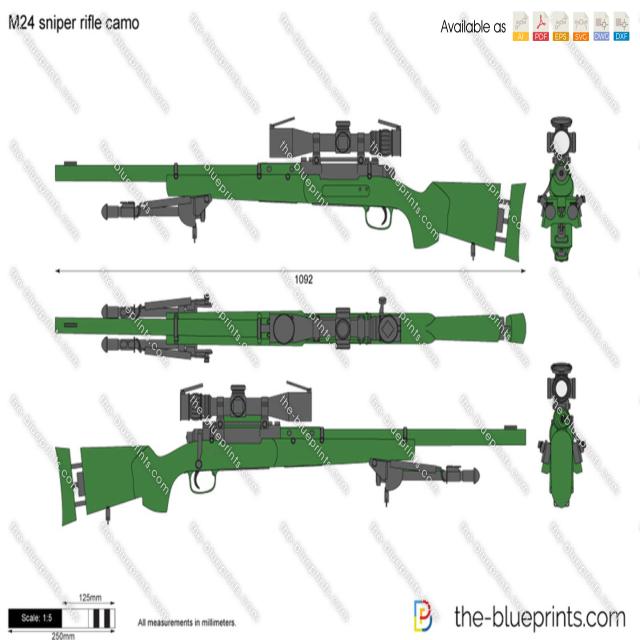 M24 sniper rifle camo
Available as
AI PDF EPS SVG DWG DXF
1092
125mm
Scale: 1:5
250mm
All measurements in millimeters.
the-blueprints.com